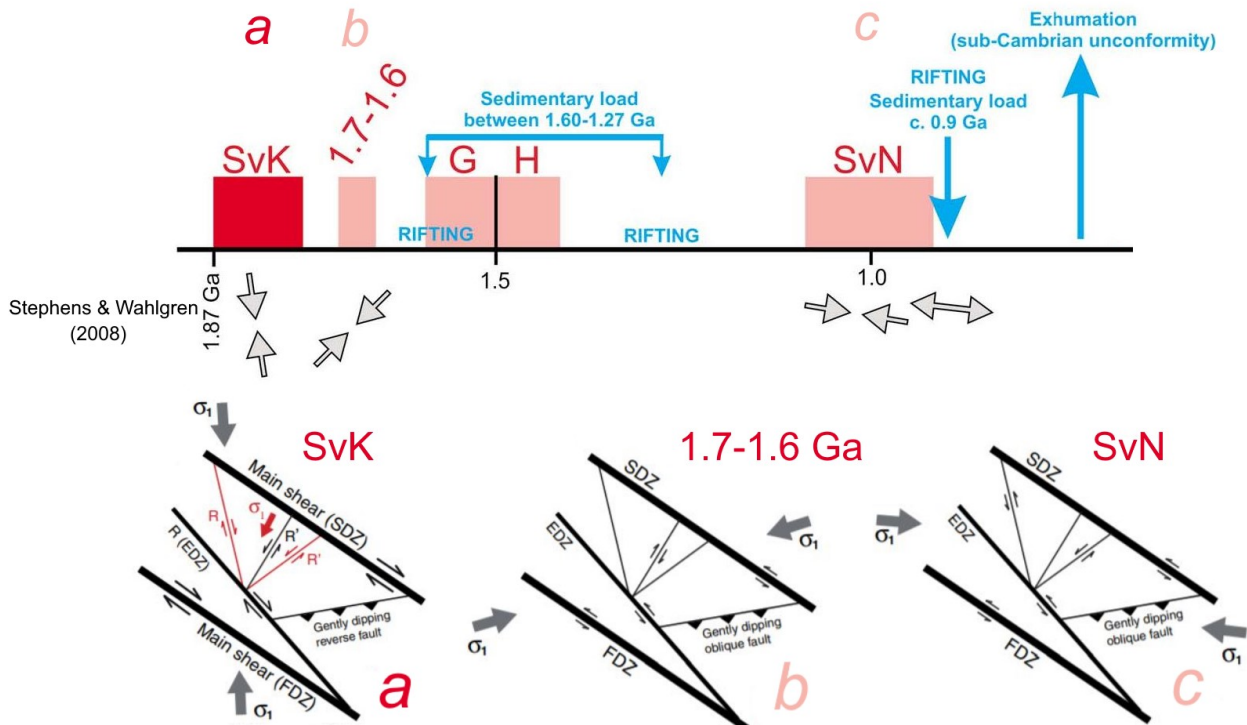 a
b
c
Exhumation
(sub-Cambrian unconformity)
RIFTING
Sedimentary load
c. 0.9 Ga
Sedimentary load
between 1.60-1.27 Ga
SvK
1.7-1.6
G
H
SvN
RIFTING
RIFTING
1.87 Ga
1.5
1.0
Stephens & Wahlgren
(2008)
SvK
σ1
Main shear (SDZ)
R
σ1
R'
R'
R (EDZ)
Gently dipping
reverse fault
Main shear (FDZ)
σ1
a
1.7-1.6 Ga
SDZ
EDZ
σ1
σ1
Gently dipping
oblique fault
FDZ
b
SvN
σ1
SDZ
EDZ
Gently dipping
oblique fault
FDZ
σ1
c